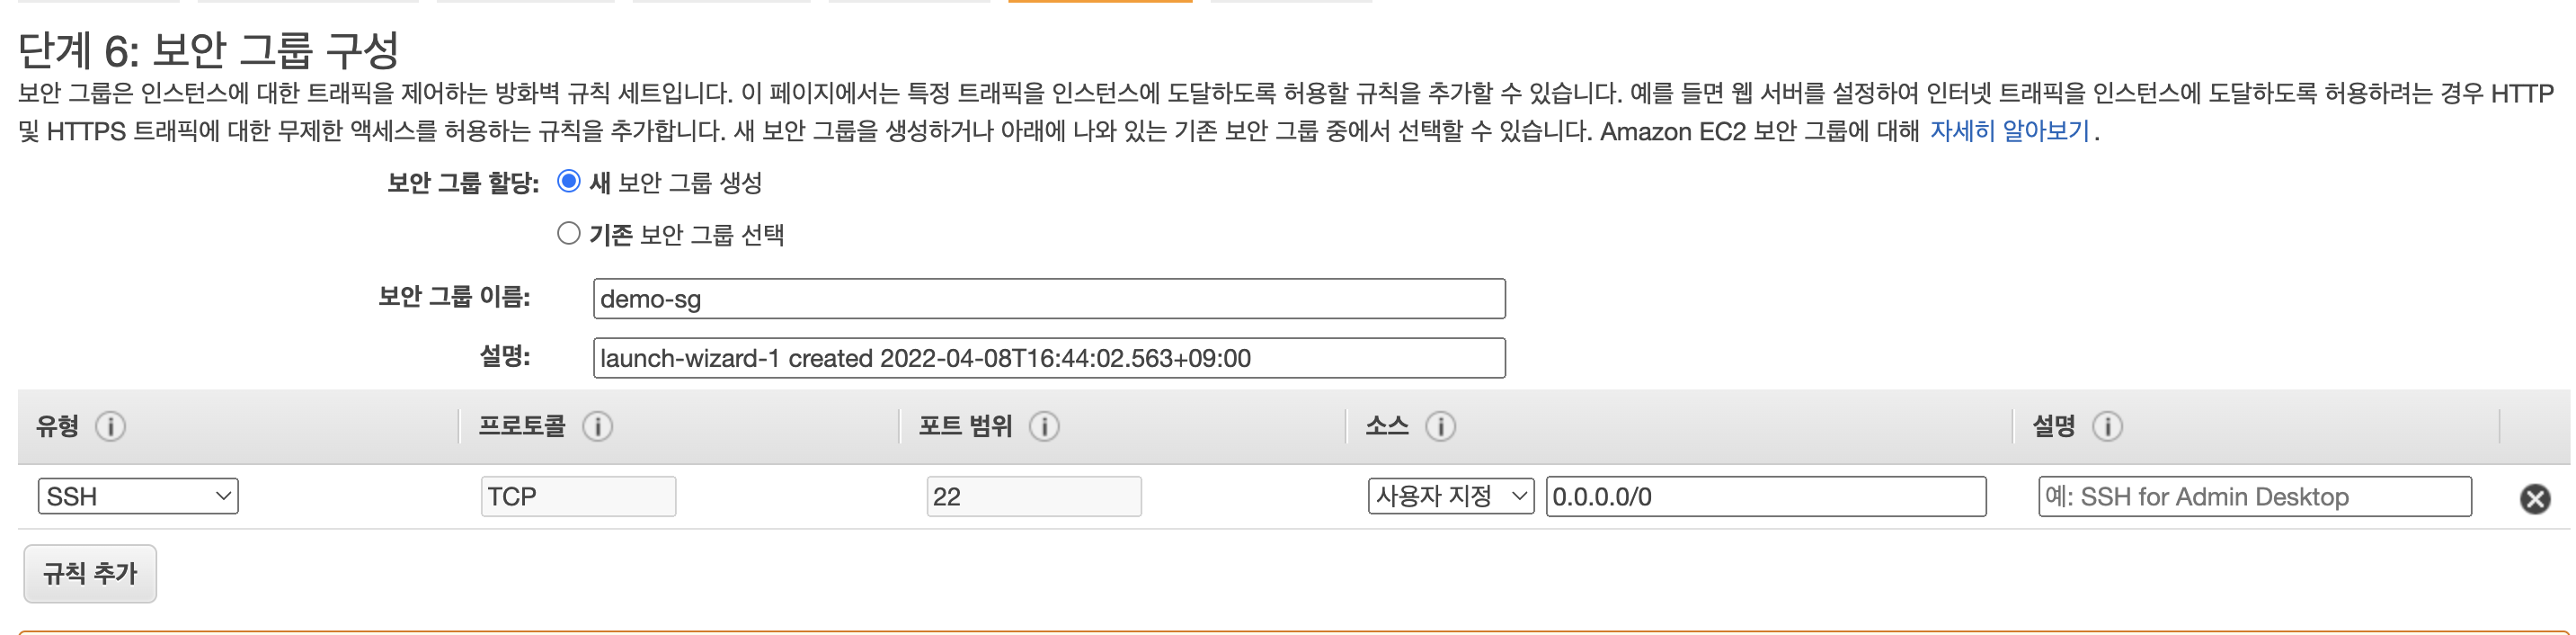 단계 6: 보안 그룹 구성
보안 그룹은 인스턴스에 대한 트래픽을 제어하는 방화벽 규칙 세트입니다. 이 페이지에서는 특정 트래픽을 인스턴스에 도달하도록 허용할 규칙을 추가할 수 있습니다. 예를 들면 웹 서버를 설정하여 인터넷 트래픽을 인스턴스에 도달하도록 허용하려는 경우 HTTP
및 HTTPS 트래픽에 대한 무제한 액세스를 허용하는 규칙을 추가합니다. 새 보안 그룹을 생성하거나 아래에 나와 있는 기존 보안 그룹 중에서 선택할 수 있습니다. Amazon EC2 보안 그룹에 대해 자세히 알아보기.
보안 그룹 할당: 새 보안 그룹 생성
기존 보안 그룹 선택
보안 그룹 이름: demo-sg
설명: launch-wizard-1 created 2022-04-08T16:44:02.563+09:00
유형 프로토콜 포트 범위 소스 설명
SSH TCP 22 사용자 지정 0.0.0.0/0 예: SSH for Admin Desktop
규칙 추가